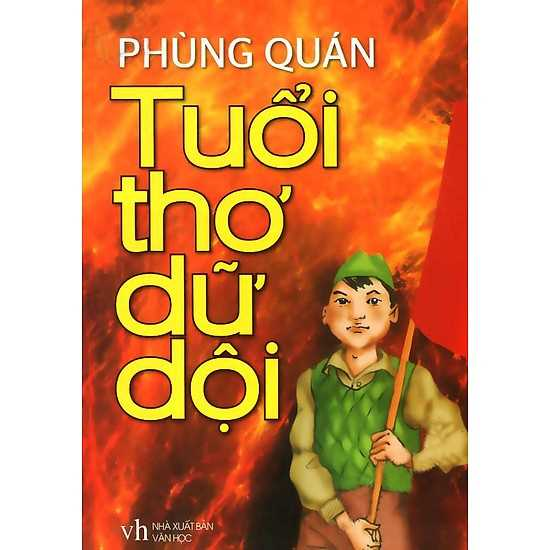 PHÙNG QUÁN
Tuổi
thơ
dữ
dội
vh NHÀ XUẤT BẢN
VĂN HỌC